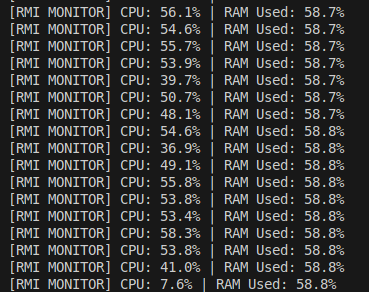 [RMI MONITOR] CPU: 56.1% | RAM Used: 58.7%
[RMI MONITOR] CPU: 54.6% | RAM Used: 58.7%
[RMI MONITOR] CPU: 55.7% | RAM Used: 58.7%
[RMI MONITOR] CPU: 53.9% | RAM Used: 58.7%
[RMI MONITOR] CPU: 39.7% | RAM Used: 58.7%
[RMI MONITOR] CPU: 50.7% | RAM Used: 58.7%
[RMI MONITOR] CPU: 48.1% | RAM Used: 58.7%
[RMI MONITOR] CPU: 54.6% | RAM Used: 58.8%
[RMI MONITOR] CPU: 36.9% | RAM Used: 58.8%
[RMI MONITOR] CPU: 49.1% | RAM Used: 58.8%
[RMI MONITOR] CPU: 55.8% | RAM Used: 58.8%
[RMI MONITOR] CPU: 53.8% | RAM Used: 58.8%
[RMI MONITOR] CPU: 53.4% | RAM Used: 58.8%
[RMI MONITOR] CPU: 58.3% | RAM Used: 58.8%
[RMI MONITOR] CPU: 53.8% | RAM Used: 58.8%
[RMI MONITOR] CPU: 41.0% | RAM Used: 58.8%
[RMI MONITOR] CPU: 7.6% | RAM Used: 58.8%